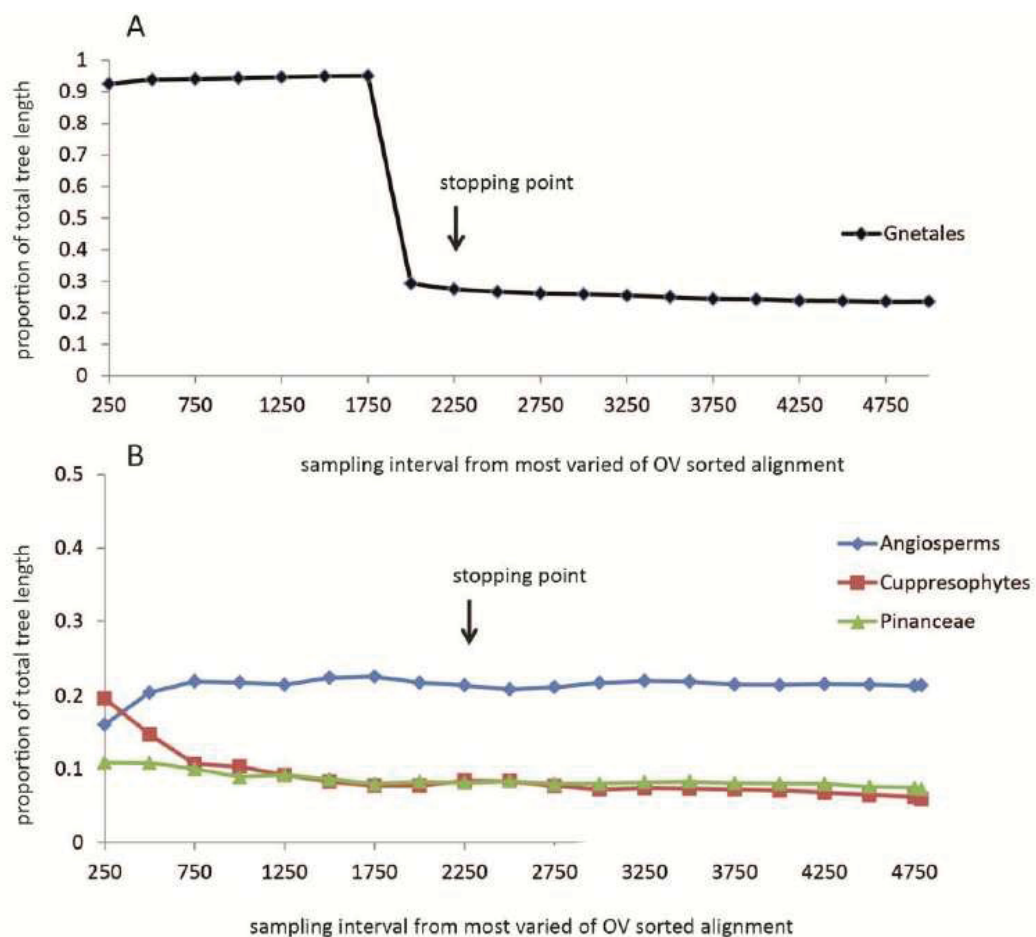 A
proportion of total tree length
1
0.9
0.8
0.7
0.6
0.5
0.4
0.3
0.2
0.1
0
stopping point
Gnetales
250 750 1250 1750 2250 2750 3250 3750 4250 4750
sampling interval from most varied of OV sorted alignment
B
proportion of total tree length
0.5
0.4
0.3
0.2
0.1
0
stopping point
Angiosperms
Cuppresophytes
Pinanceae
250 750 1250 1750 2250 2750 3250 3750 4250 4750
sampling interval from most varied of OV sorted alignment